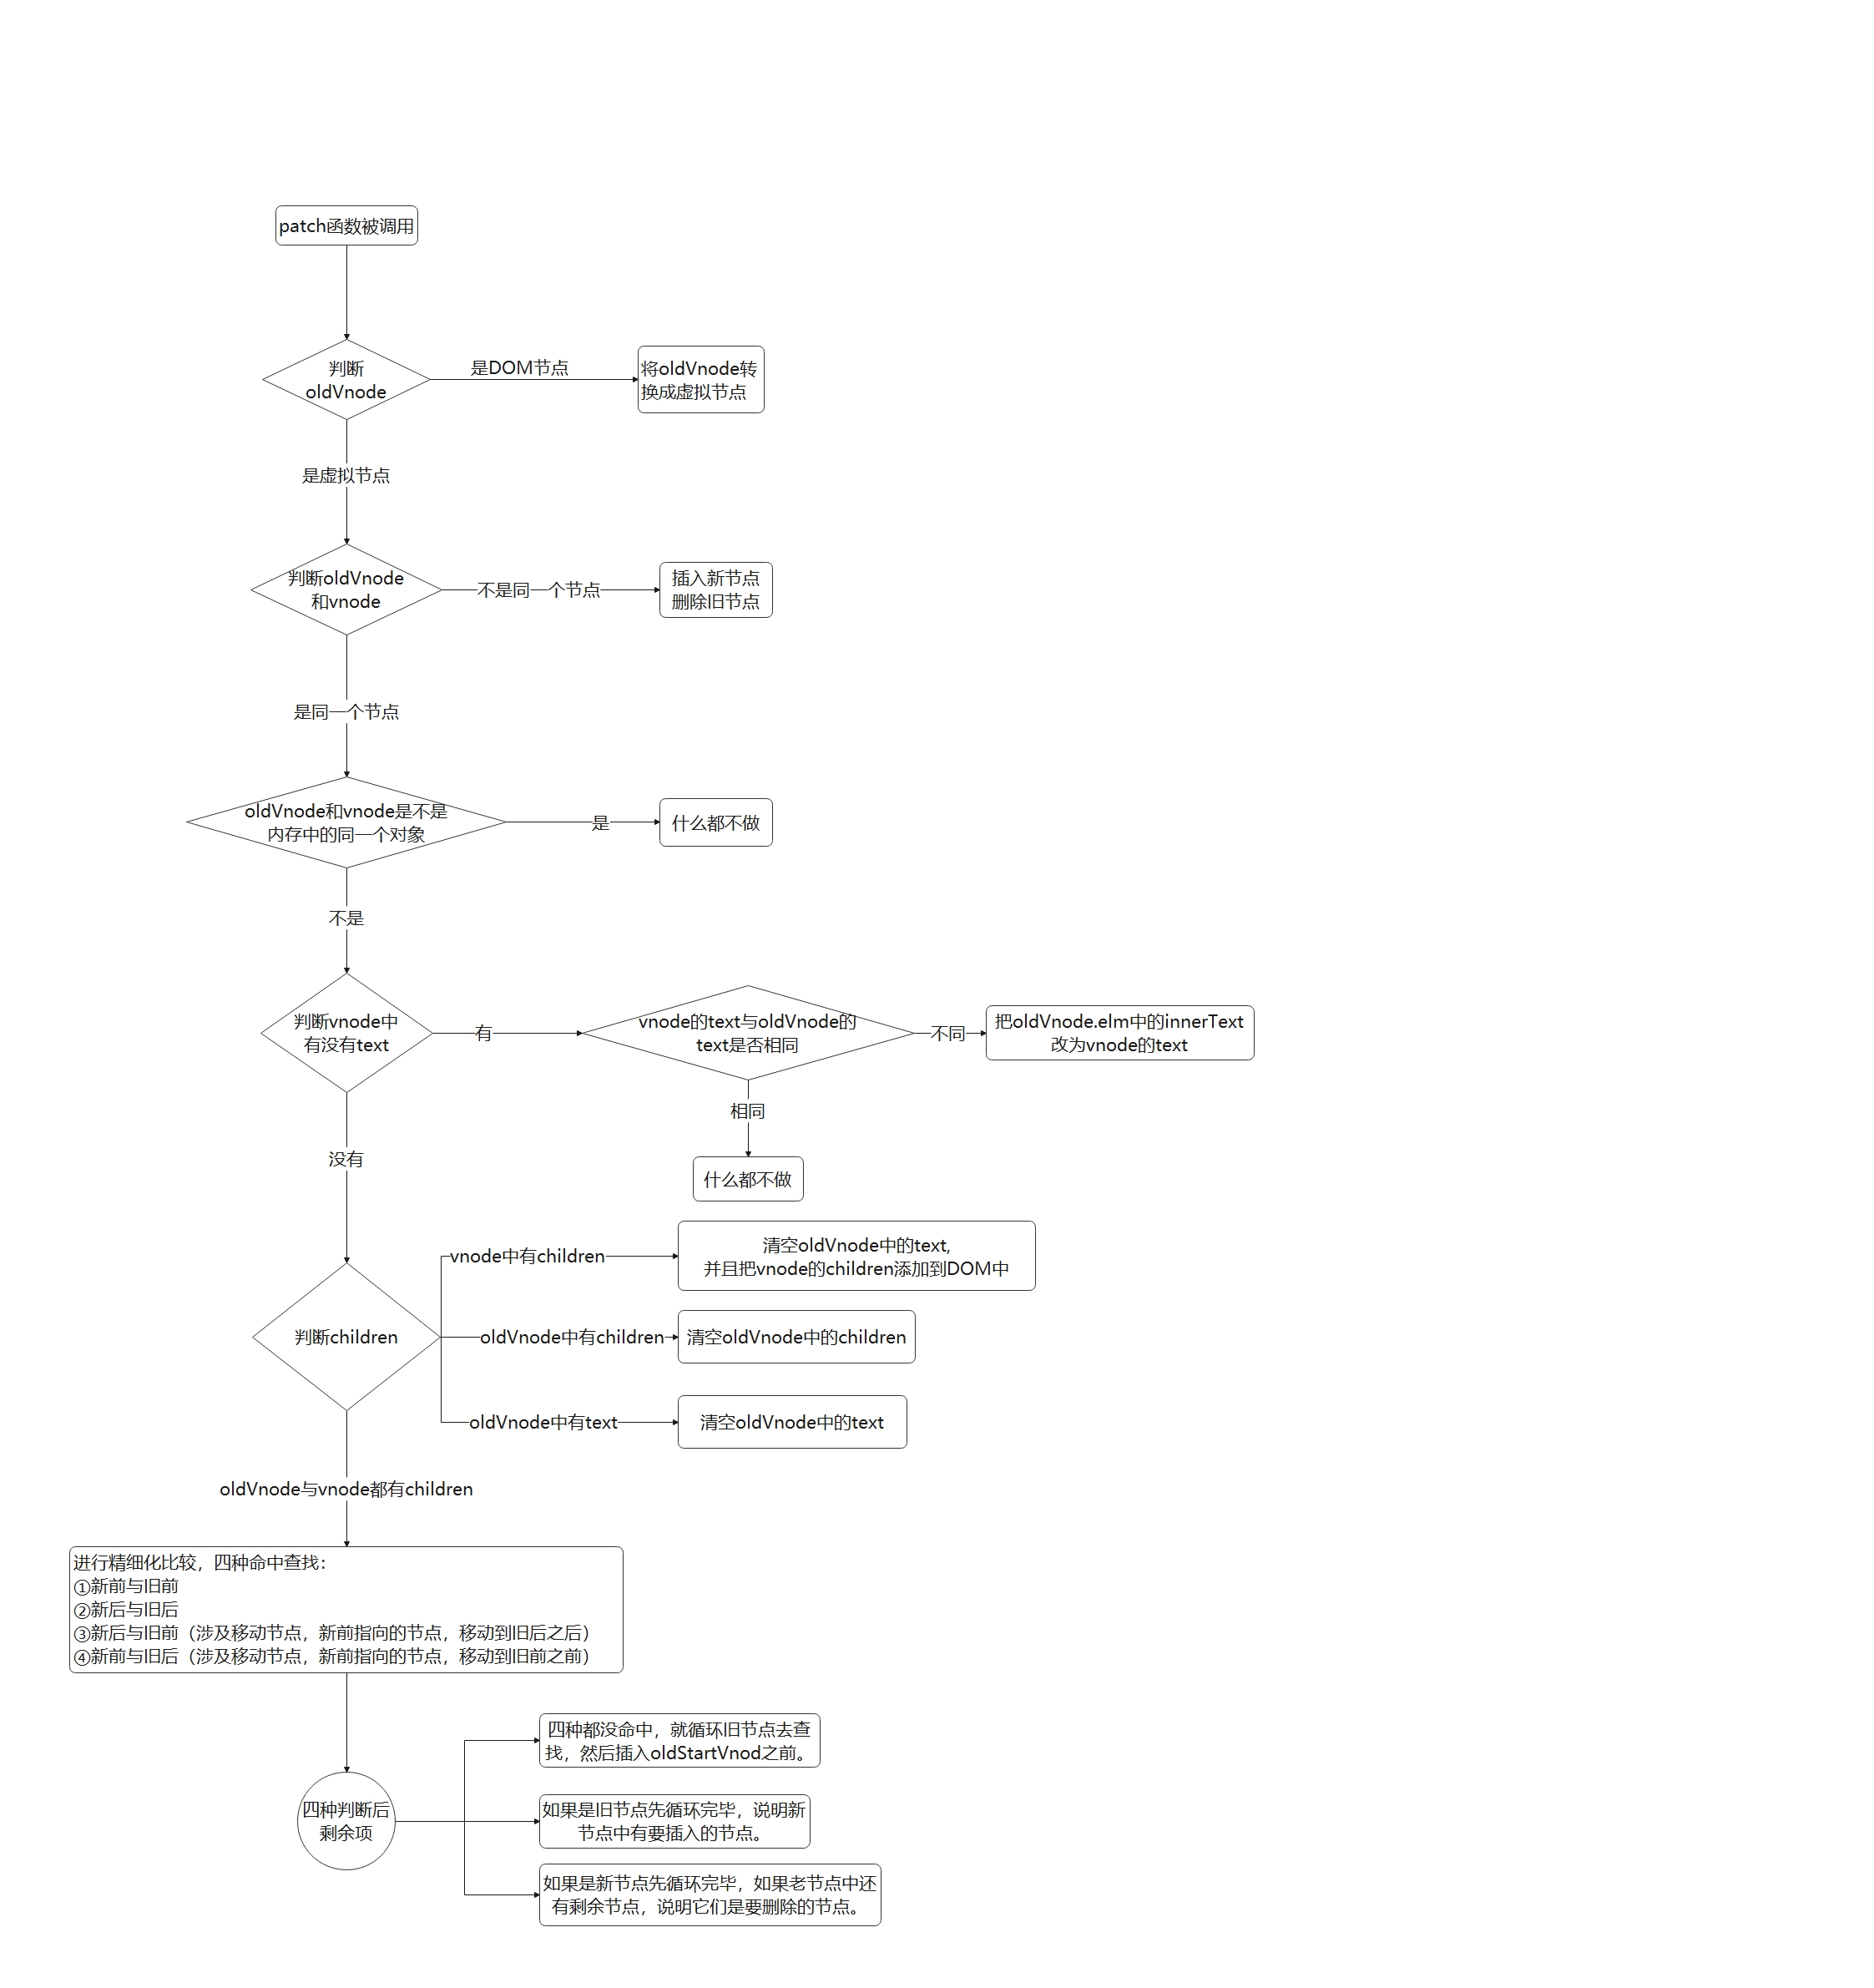 patch函数被调用
判断
oldVnode
是DOM节点
将oldVnode转
换成虚拟节点
是虚拟节点
判断oldVnode
和vnode
不是同一个节点
插入新节点
删除旧节点
是同一个节点
oldVnode和vnode是不是
内存中的同一个对象
是
什么都不做
不是
判断vnode中
有没有text
有
vnode的text与oldVnode的
text是否相同
不同
把oldVnode.elm中的innerText
改为vnode的text
相同
什么都不做
没有
判断children
vnode中有children
清空oldVnode中的text,
并且把vnode的children添加到DOM中
oldVnode中有children
清空oldVnode中的children
oldVnode中有text
清空oldVnode中的text
oldVnode与vnode都有children
进行精细化比较，四种命中查找：
①新前与旧前
②新后与旧后
③新后与旧前（涉及移动节点，新前指向的节点，移动到旧后之后）
④新前与旧后（涉及移动节点，新前指向的节点，移动到旧前之前）
四种判断后
剩余项
四种都没命中，就循环旧节点去查
找，然后插入oldStartVnod之前。
如果是旧节点先循环完毕，说明新
节点中有要插入的节点。
如果是新节点先循环完毕，如果老节点中还
有剩余节点，说明它们是要删除的节点。